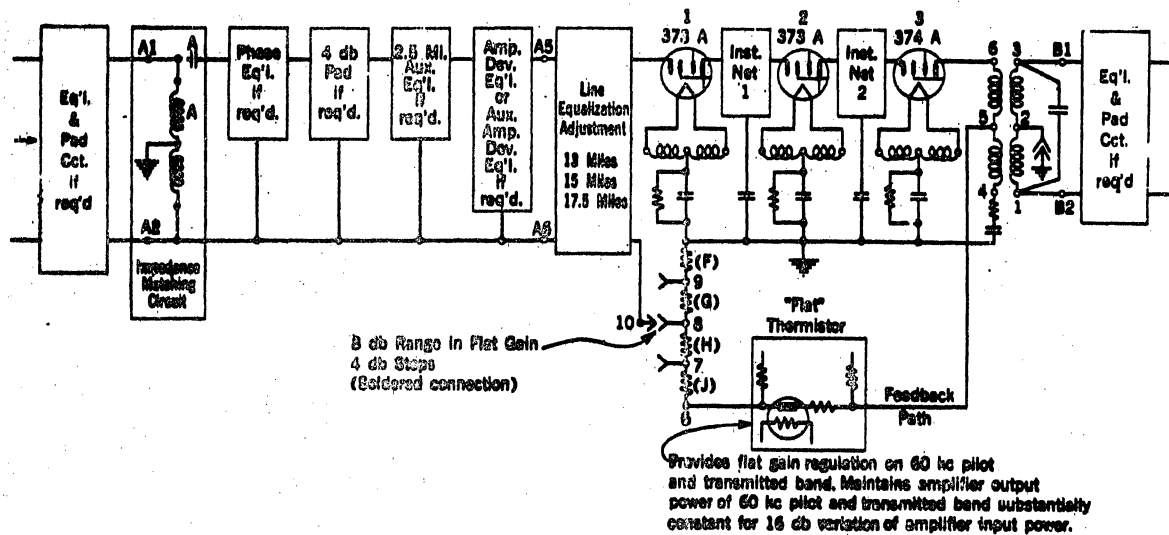 Eq'l.
&
Pad
Cct.
if
req'd
A1
A
A
A2
Impedance
Matching
Circuit
Phase
Eq'l.
if
req'd.
4 db
Pad
if
req'd.
Mi.
Aux.
Eq'l.
if
req'd.
Amp.
Dev.
Eq'l.
or
Aux.
Amp.
Dev.
Eq'l.
if
req'd.
A5
A6
Line
Equalization
Adjustment
13 Miles
15 Miles
17.5 Miles
1
373 A
Inst.
Net
1
2
373 A
Inst.
Net
2
3
374 A
6
5
4
3
2
1
B1
B2
Eq'l.
&
Pad
Cct.
if
req'd
(F)
9
(G)
10
8
(H)
7
(J)
8 db Range in Flat Gain
4 db Steps
(Soldered connection)
"Flat"
Thermistor
Feedback
Path
Provides flat gain regulation on 60 kc pilot
and transmitted band. Maintains amplifier output
power of 60 kc pilot and transmitted band substantially
constant for 16 db variation of amplifier input power.